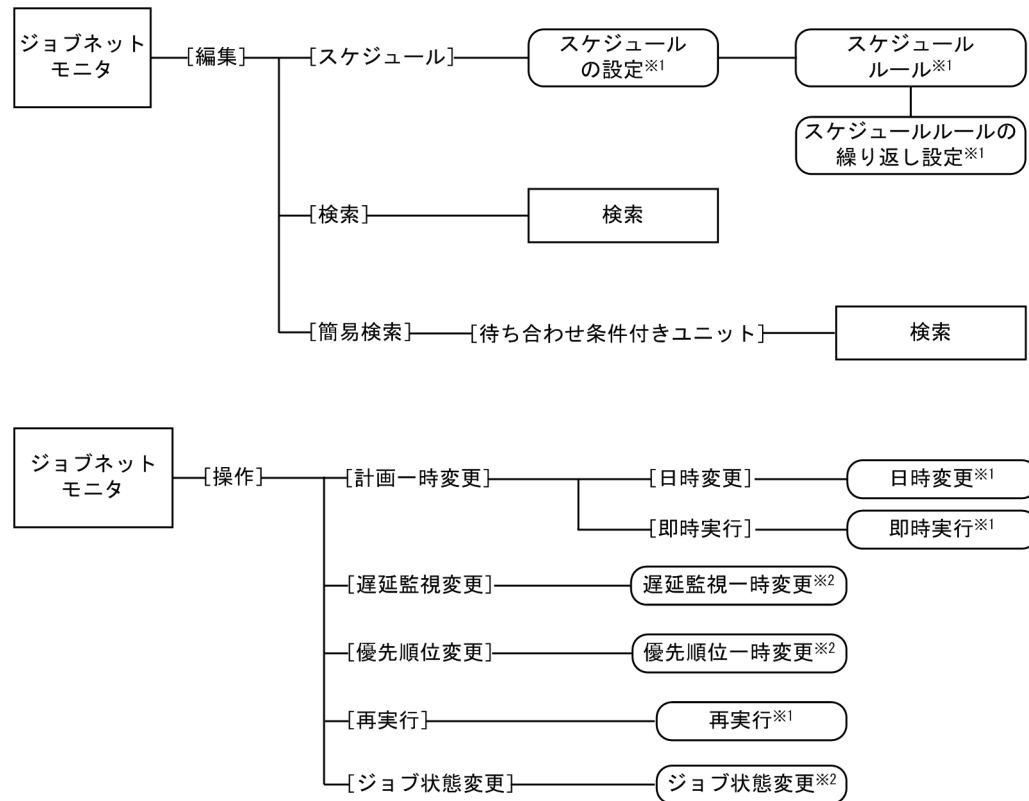 ジョブネット
モニタ
[編集]
[スケジュール]
スケジュール
の設定※1
スケジュール
ルール※1
スケジュールルールの
繰り返し設定※1
[検索]
検索
[簡易検索]
[待ち合わせ条件付きユニット]
検索
ジョブネット
モニタ
[操作]
[計画一時変更]
[日時変更]
日時変更※1
[即時実行]
即時実行※1
[遅延監視変更]
遅延監視一時変更※2
[優先順位変更]
優先順位一時変更※2
[再実行]
再実行※1
[ジョブ状態変更]
ジョブ状態変更※2